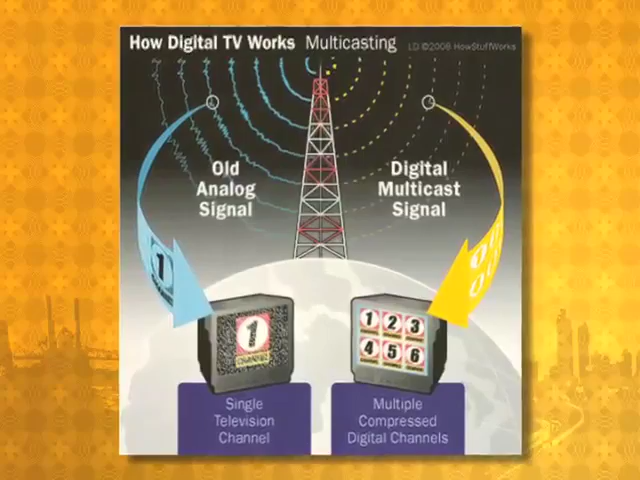 How Digital TV Works Multicasting
LD ©2006 HowStuffWorks
Old
Analog
Signal
Digital
Multicast
Signal
1
1
CHANNEL
1 2 3
4 5 6
Single
Television
Channel
Multiple
Compressed
Digital Channels